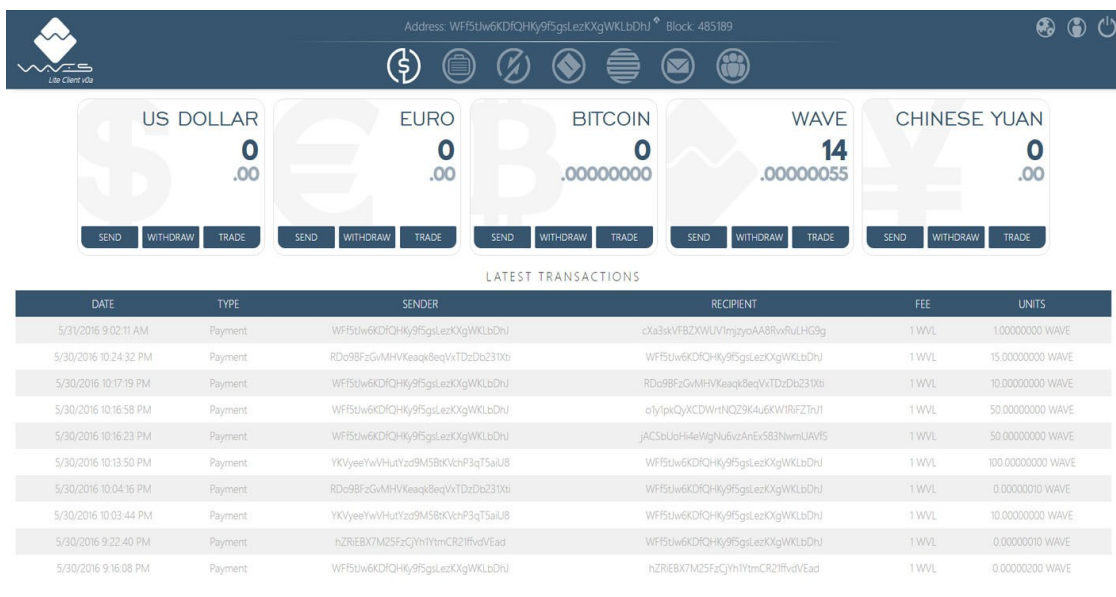 Address: WFf5tJw6KDfQHKy9f5gsLezKXgWKLbDhJ Block: 485189
WAVES
Lite Client v0a
US DOLLAR EURO BITCOIN WAVE CHINESE YUAN
0 0 0 14 0
.00 .00 .00000000 .00000055 .00
SEND WITHDRAW TRADE SEND WITHDRAW TRADE SEND WITHDRAW TRADE SEND WITHDRAW TRADE SEND WITHDRAW TRADE
LATEST TRANSACTIONS
DATE TYPE SENDER RECIPIENT FEE UNITS
5/31/2016 9:02:11 AM Payment WFf5tJw6KDfQHKy9f5gsLezKXgWKLbDhJ cXa3skVFBZXWUV1mjzyoAA8RvxRuLHG9g 1 WVL 1.00000000 WAVE
5/30/2016 10:24:32 PM Payment RDo9BFzGvMHVKeaqk8eqVxTDzDb231Xti WFf5tJw6KDfQHKy9f5gsLezKXgWKLbDhJ 1 WVL 15.00000000 WAVE
5/30/2016 10:17:19 PM Payment WFf5tJw6KDfQHKy9f5gsLezKXgWKLbDhJ RDo9BFzGvMHVKeaqk8eqVxTDzDb231Xti 1 WVL 10.00000000 WAVE
5/30/2016 10:16:58 PM Payment WFf5tJw6KDfQHKy9f5gsLezKXgWKLbDhJ o1y1pkQyXCDWrtNQZ9K4u6KW1RiFZTnJ1 1 WVL 50.00000000 WAVE
5/30/2016 10:16:23 PM Payment WFf5tJw6KDfQHKy9f5gsLezKXgWKLbDhJ jACSbUoHi4eWgNu6vzAnEx583NwmUAVfS 1 WVL 50.00000000 WAVE
5/30/2016 10:13:50 PM Payment YKVyeeYwVHutYzd9M5BtKVchP3qT5aiU8 WFf5tJw6KDfQHKy9f5gsLezKXgWKLbDhJ 1 WVL 100.00000000 WAVE
5/30/2016 10:04:16 PM Payment RDo9BFzGvMHVKeaqk8eqVxTDzDb231Xti WFf5tJw6KDfQHKy9f5gsLezKXgWKLbDhJ 1 WVL 0.00000010 WAVE
5/30/2016 10:03:44 PM Payment YKVyeeYwVHutYzd9M5BtKVchP3qT5aiU8 WFf5tJw6KDfQHKy9f5gsLezKXgWKLbDhJ 1 WVL 10.00000000 WAVE
5/30/2016 9:22:40 PM Payment hZRiEBX7M25FzCjYh1YtmCR21ffvdVEad WFf5tJw6KDfQHKy9f5gsLezKXgWKLbDhJ 1 WVL 0.00000010 WAVE
5/30/2016 9:16:08 PM Payment WFf5tJw6KDfQHKy9f5gsLezKXgWKLbDhJ hZRiEBX7M25FzCjYh1YtmCR21ffvdVEad 1 WVL 0.00000200 WAVE